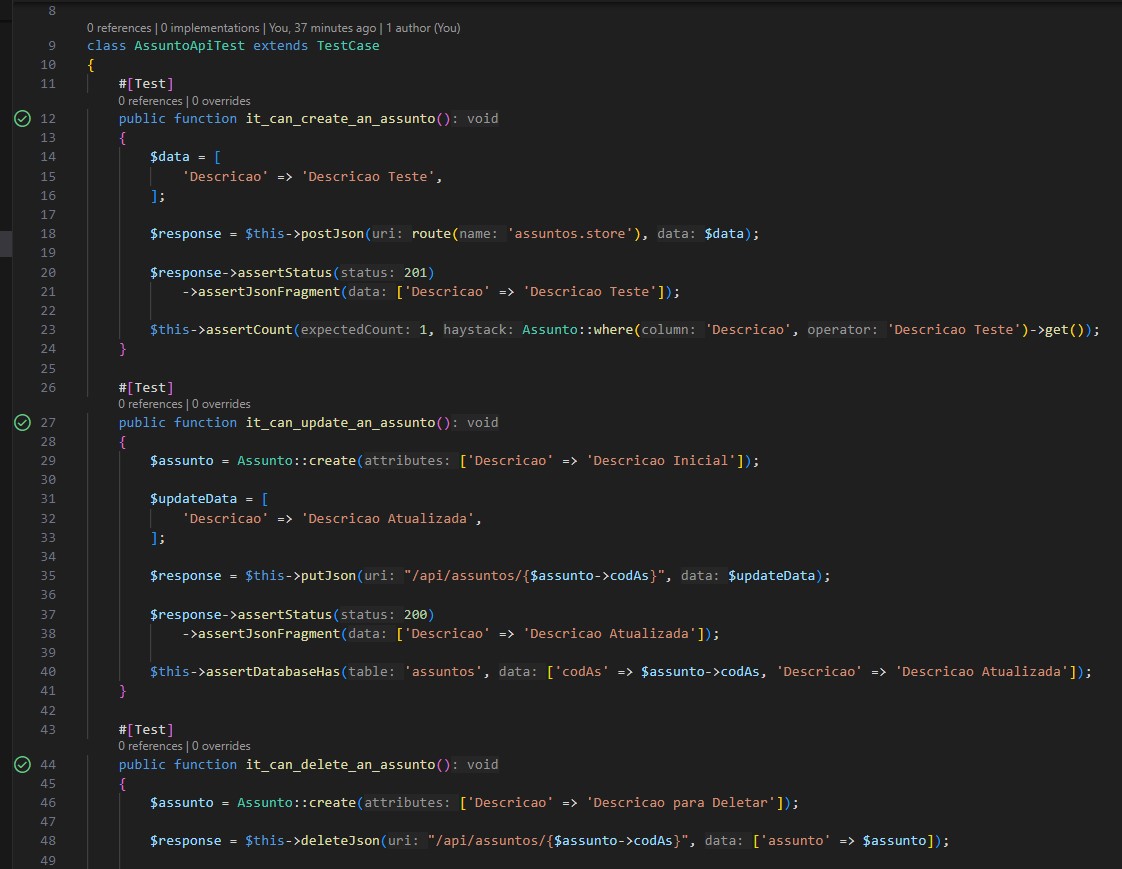 8
0 references | 0 implementations | You, 37 minutes ago | 1 author (You)
9 class AssuntoApiTest extends TestCase
10 {
11 #[Test]
0 references | 0 overrides
12 public function it_can_create_an_assunto(): void
13 {
14 $data = [
15 'Descricao' => 'Descricao Teste',
16 ];
17
18 $response = $this->postJson(uri: route(name: 'assuntos.store'), data: $data);
19
20 $response->assertStatus(status: 201)
21 ->assertJsonFragment(data: ['Descricao' => 'Descricao Teste']);
22
23 $this->assertCount(expectedCount: 1, haystack: Assunto::where(column: 'Descricao', operator: 'Descricao Teste')->get());
24 }
25
26 #[Test]
0 references | 0 overrides
27 public function it_can_update_an_assunto(): void
28 {
29 $assunto = Assunto::create(attributes: ['Descricao' => 'Descricao Inicial']);
30
31 $updateData = [
32 'Descricao' => 'Descricao Atualizada',
33 ];
34
35 $response = $this->putJson(uri: "/api/assuntos/{$assunto->codAs}", data: $updateData);
36
37 $response->assertStatus(status: 200)
38 ->assertJsonFragment(data: ['Descricao' => 'Descricao Atualizada']);
39
40 $this->assertDatabaseHas(table: 'assuntos', data: ['codAs' => $assunto->codAs, 'Descricao' => 'Descricao Atualizada']);
41 }
42
43 #[Test]
0 references | 0 overrides
44 public function it_can_delete_an_assunto(): void
45 {
46 $assunto = Assunto::create(attributes: ['Descricao' => 'Descricao para Deletar']);
47
48 $response = $this->deleteJson(uri: "/api/assuntos/{$assunto->codAs}", data: ['assunto' => $assunto]);
49